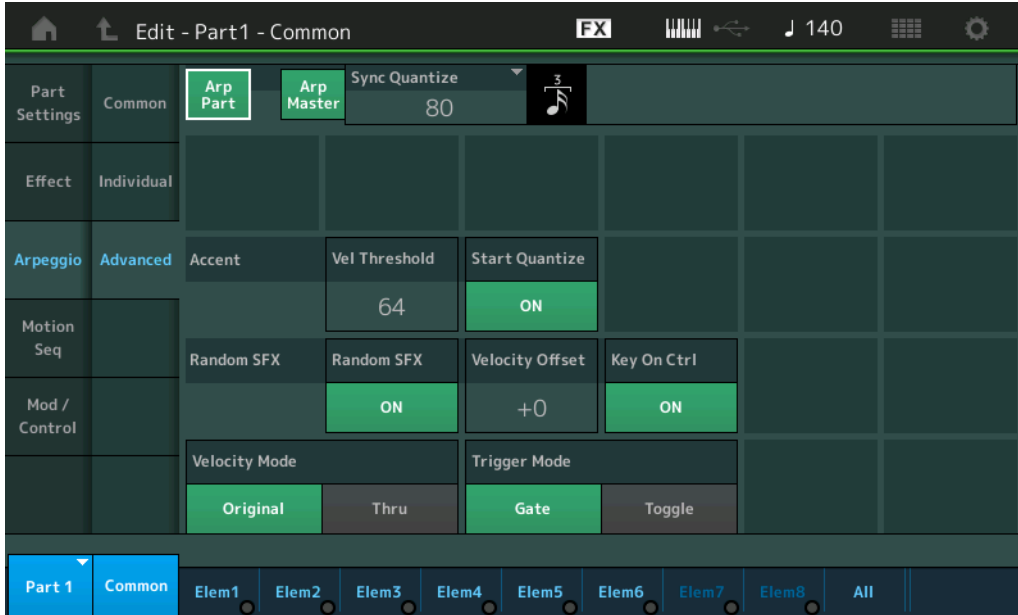 Edit - Part1 - Common FX 140
Part
Settings
Common
Arp
Part
Arp
Master
Sync Quantize
80
3
Effect
Individual
Arpeggio
Advanced
Accent
Vel Threshold
64
Start Quantize
ON
Motion
Seq
Random SFX
Random SFX
ON
Velocity Offset
+0
Key On Ctrl
ON
Mod /
Control
Velocity Mode
Original Thru
Trigger Mode
Gate Toggle
Part 1 Common Elem1 Elem2 Elem3 Elem4 Elem5 Elem6 Elem7 Elem8 All